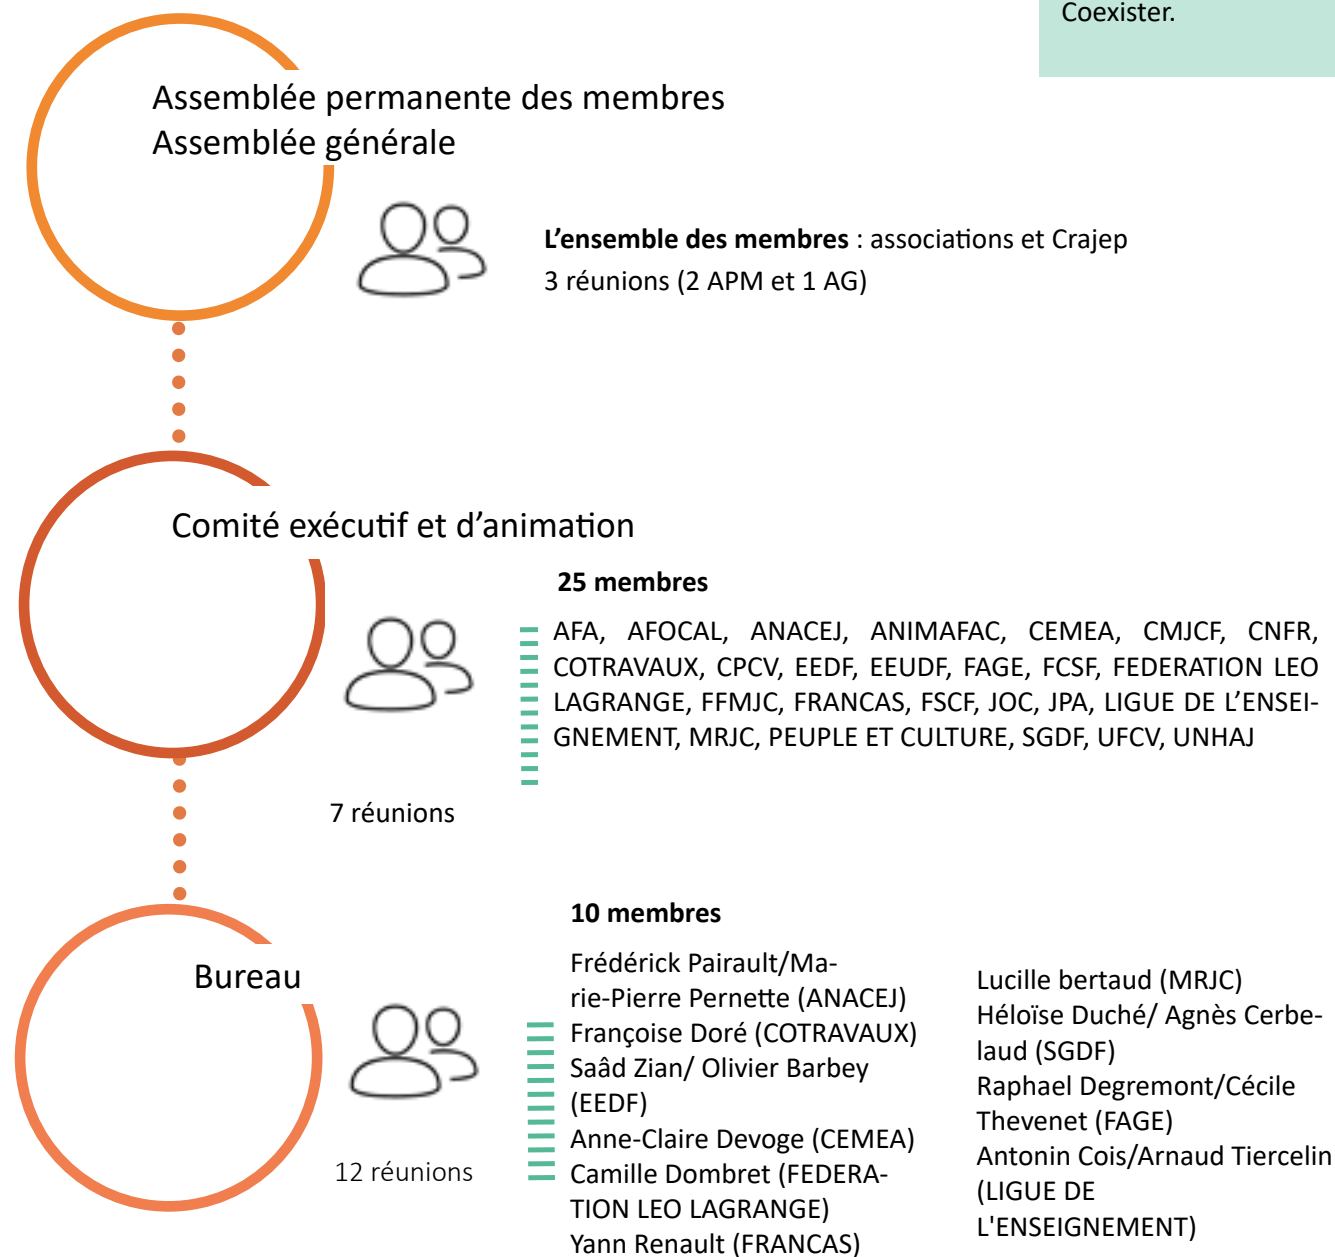 Coexister.
Assemblée permanente des membres
Assemblée générale
L'ensemble des membres : associations et Crajep
3 réunions (2 APM et 1 AG)
Comité exécutif et d'animation
25 membres
AFA, AFOCAL, ANACEJ, ANIMAFAC, CEMEA, CMJCF, CNFR,
COTRAVAUX, CPCV, EEDF, EEUDF, FAGE, FCSF, FEDERATION LEO
LAGRANGE, FFMJC, FRANCAS, FSCF, JOC, JPA, LIGUE DE L'ENSEI-
GNEMENT, MRJC, PEUPLE ET CULTURE, SGDF, UFCV, UNHAJ
7 réunions
Bureau
12 réunions
10 membres
Frédérick Pairault/Ma-
rie-Pierre Pernette (ANACEJ)
Françoise Doré (COTRAVAUX)
Saâd Zian/ Olivier Barbey
(EEDF)
Anne-Claire Devoge (CEMEA)
Camille Dombret (FEDERA-
TION LEO LAGRANGE)
Yann Renault (FRANCAS)
Lucille bertaud (MRJC)
Héloïse Duché/ Agnès Cerbe-
laud (SGDF)
Raphael Degremont/Cécile
Thevenet (FAGE)
Antonin Cois/Arnaud Tiercelin
(LIGUE DE
L'ENSEIGNEMENT)